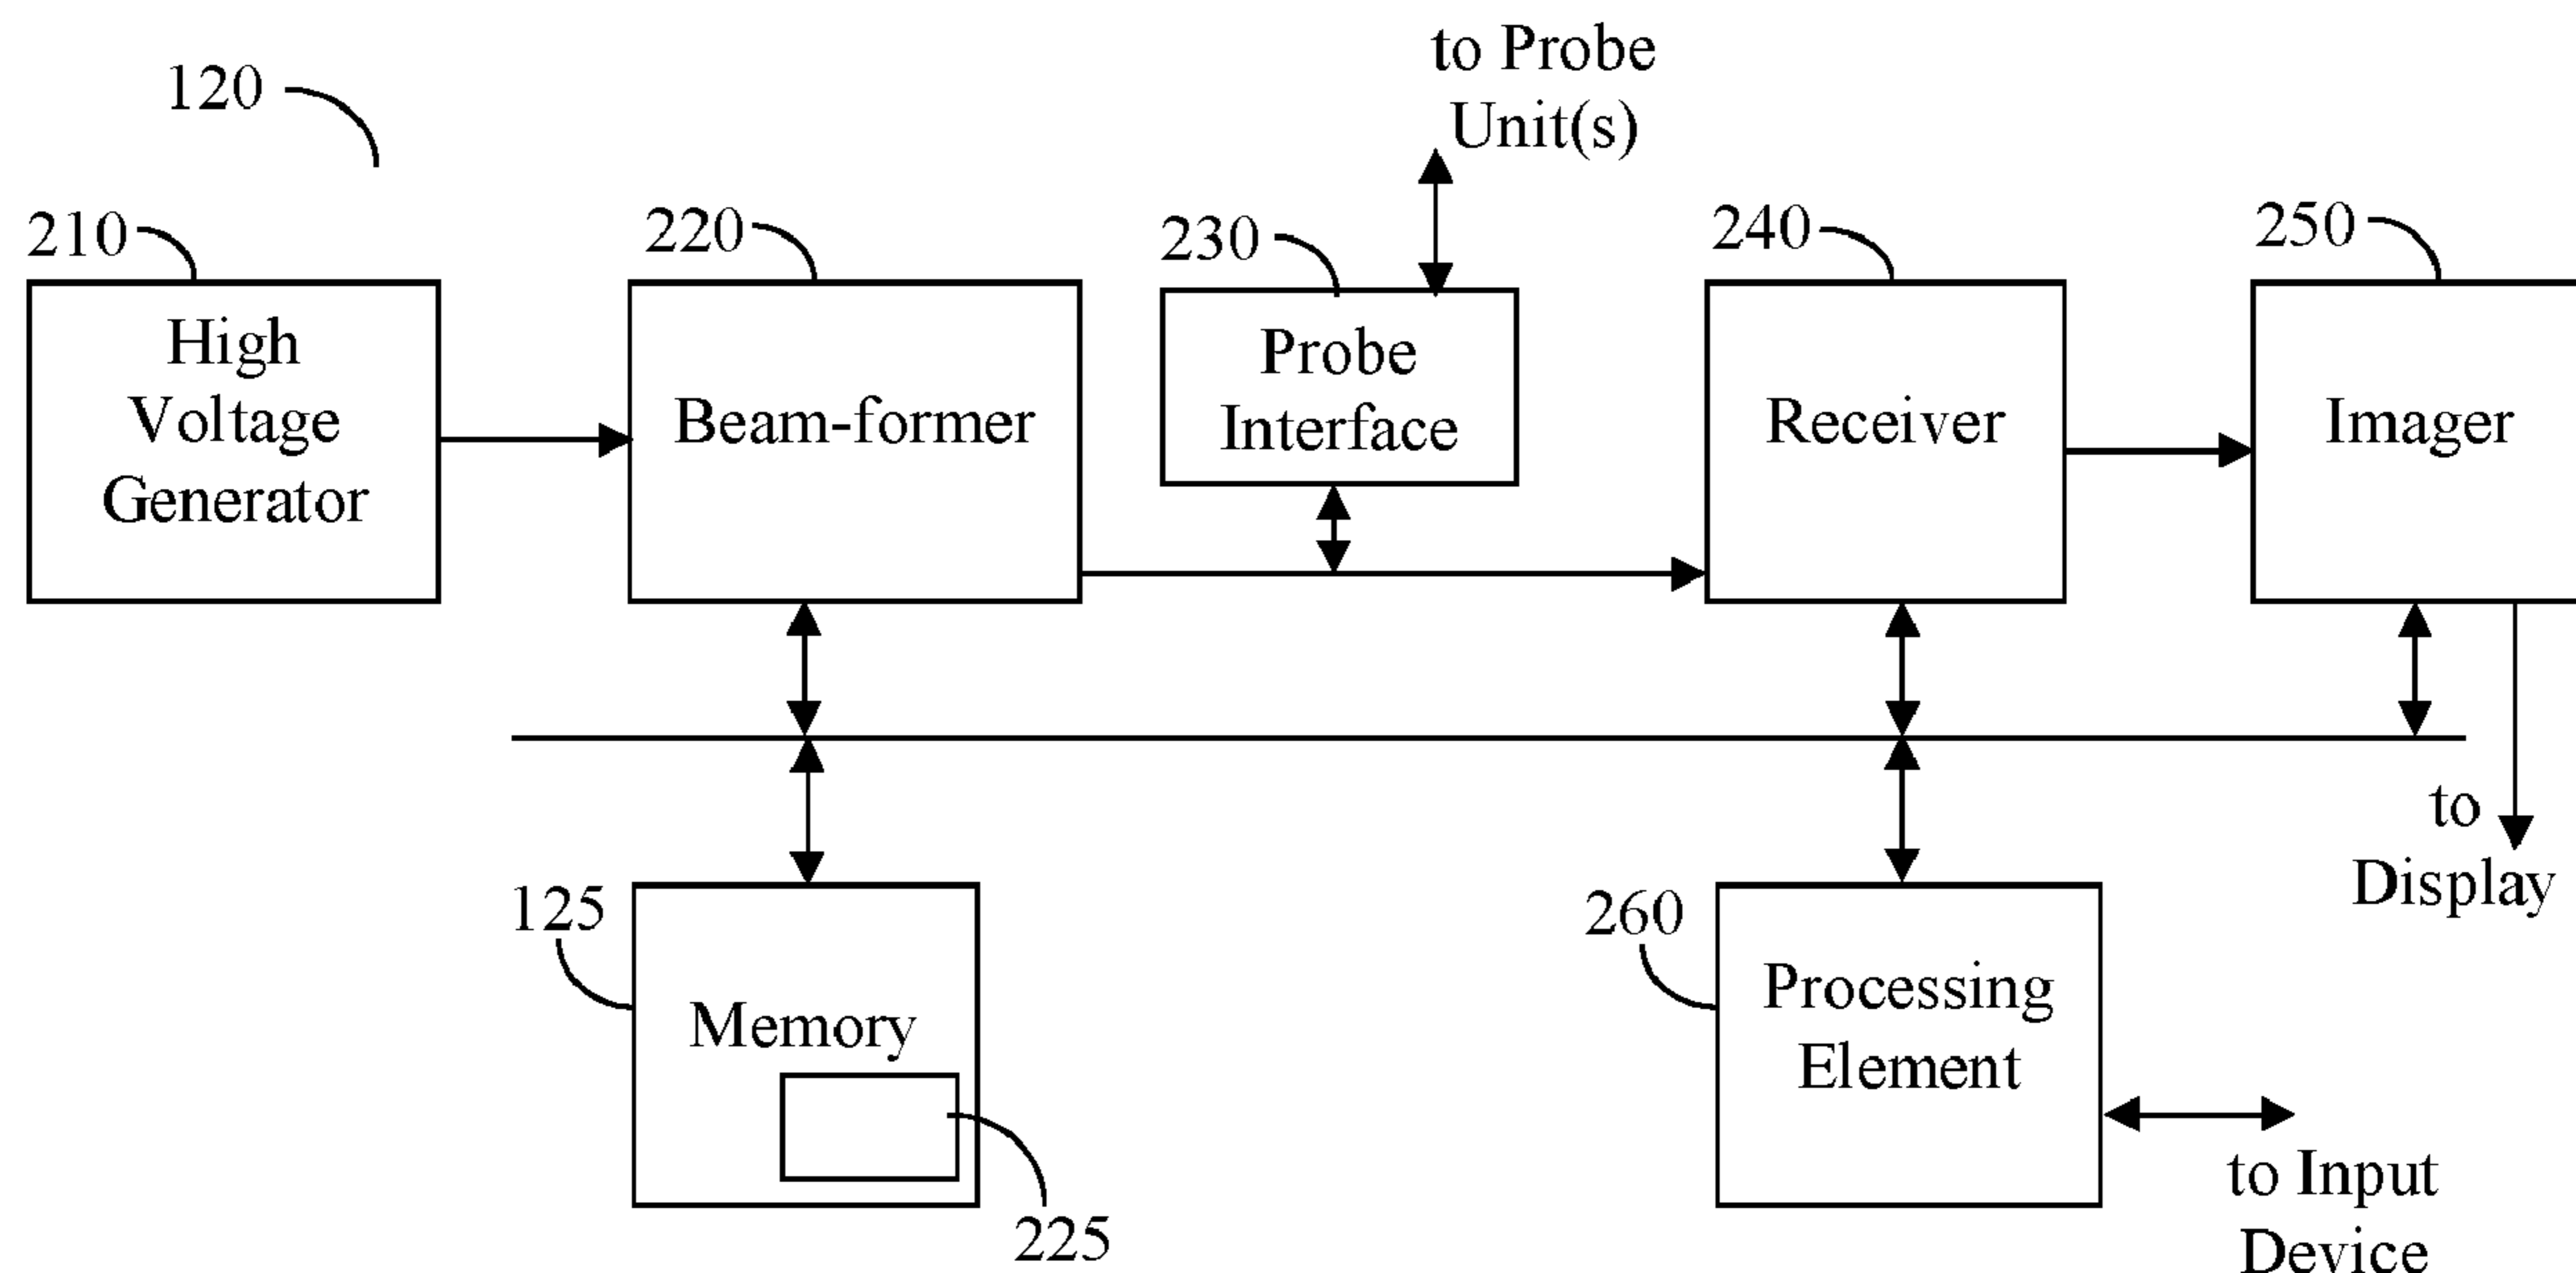 to Probe
Unit(s)
120
210
220
230
240
250
High
Voltage
Generator
Beam-former
Probe
Interface
Receiver
Imager
to
Display
125
Memory
225
260
Processing
Element
to Input
Device